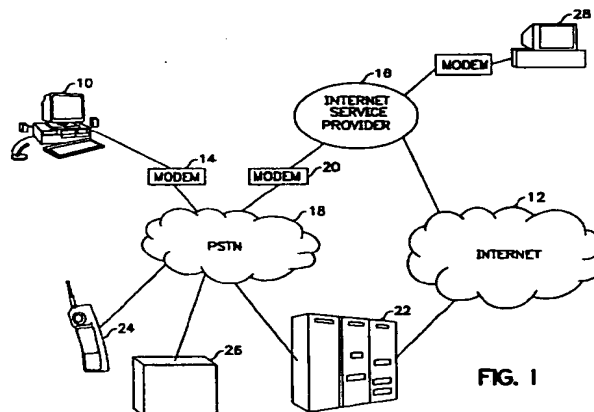 28
MODEM
10
16
INTERNET
SERVICE
PROVIDER
14
MODEM
20
MODEM
18
PSTN
12
INTERNET
24
26
22
FIG. 1